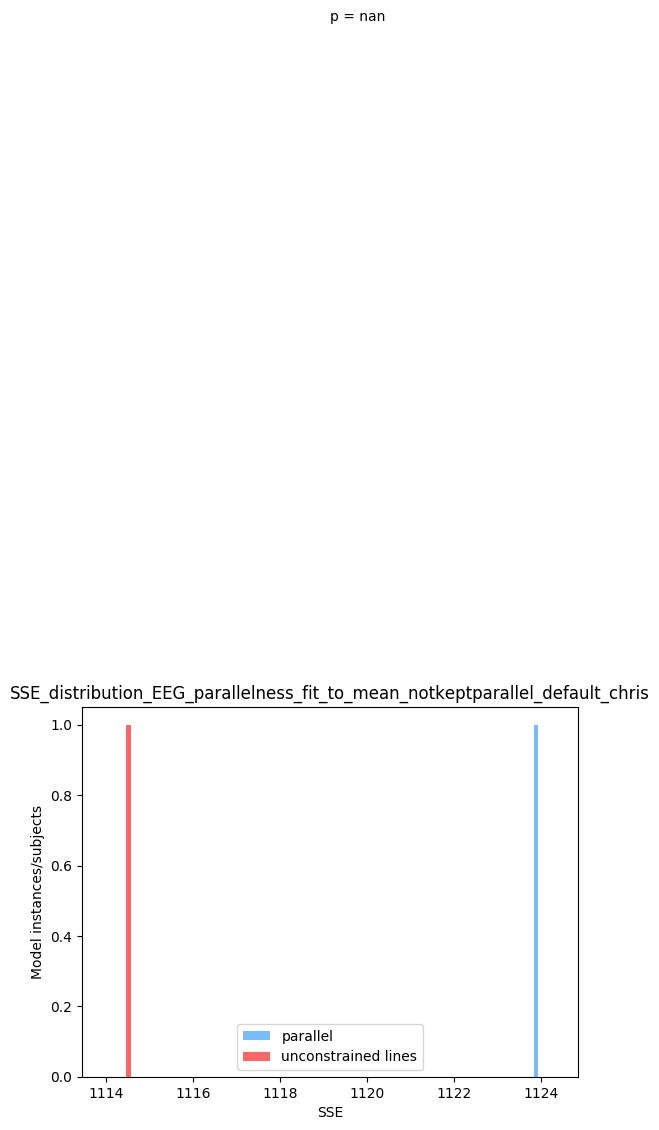 p = nan
SSE_distribution_EEG_parallelness_fit_to_mean_notkeptparallel_default_chris
1.0
0.8
0.6
0.4
0.2
0.0
Model instances/subjects
parallel
unconstrained lines
1114 1116 1118 1120 1122 1124
SSE